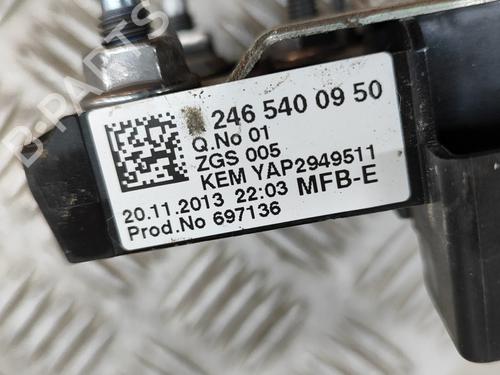 246 540 09 50
Q.No 01
ZGS 005
KEM YAP2949511
20.11.2013 22:03 MFB-E
Prod.No 697136
B-PARTS